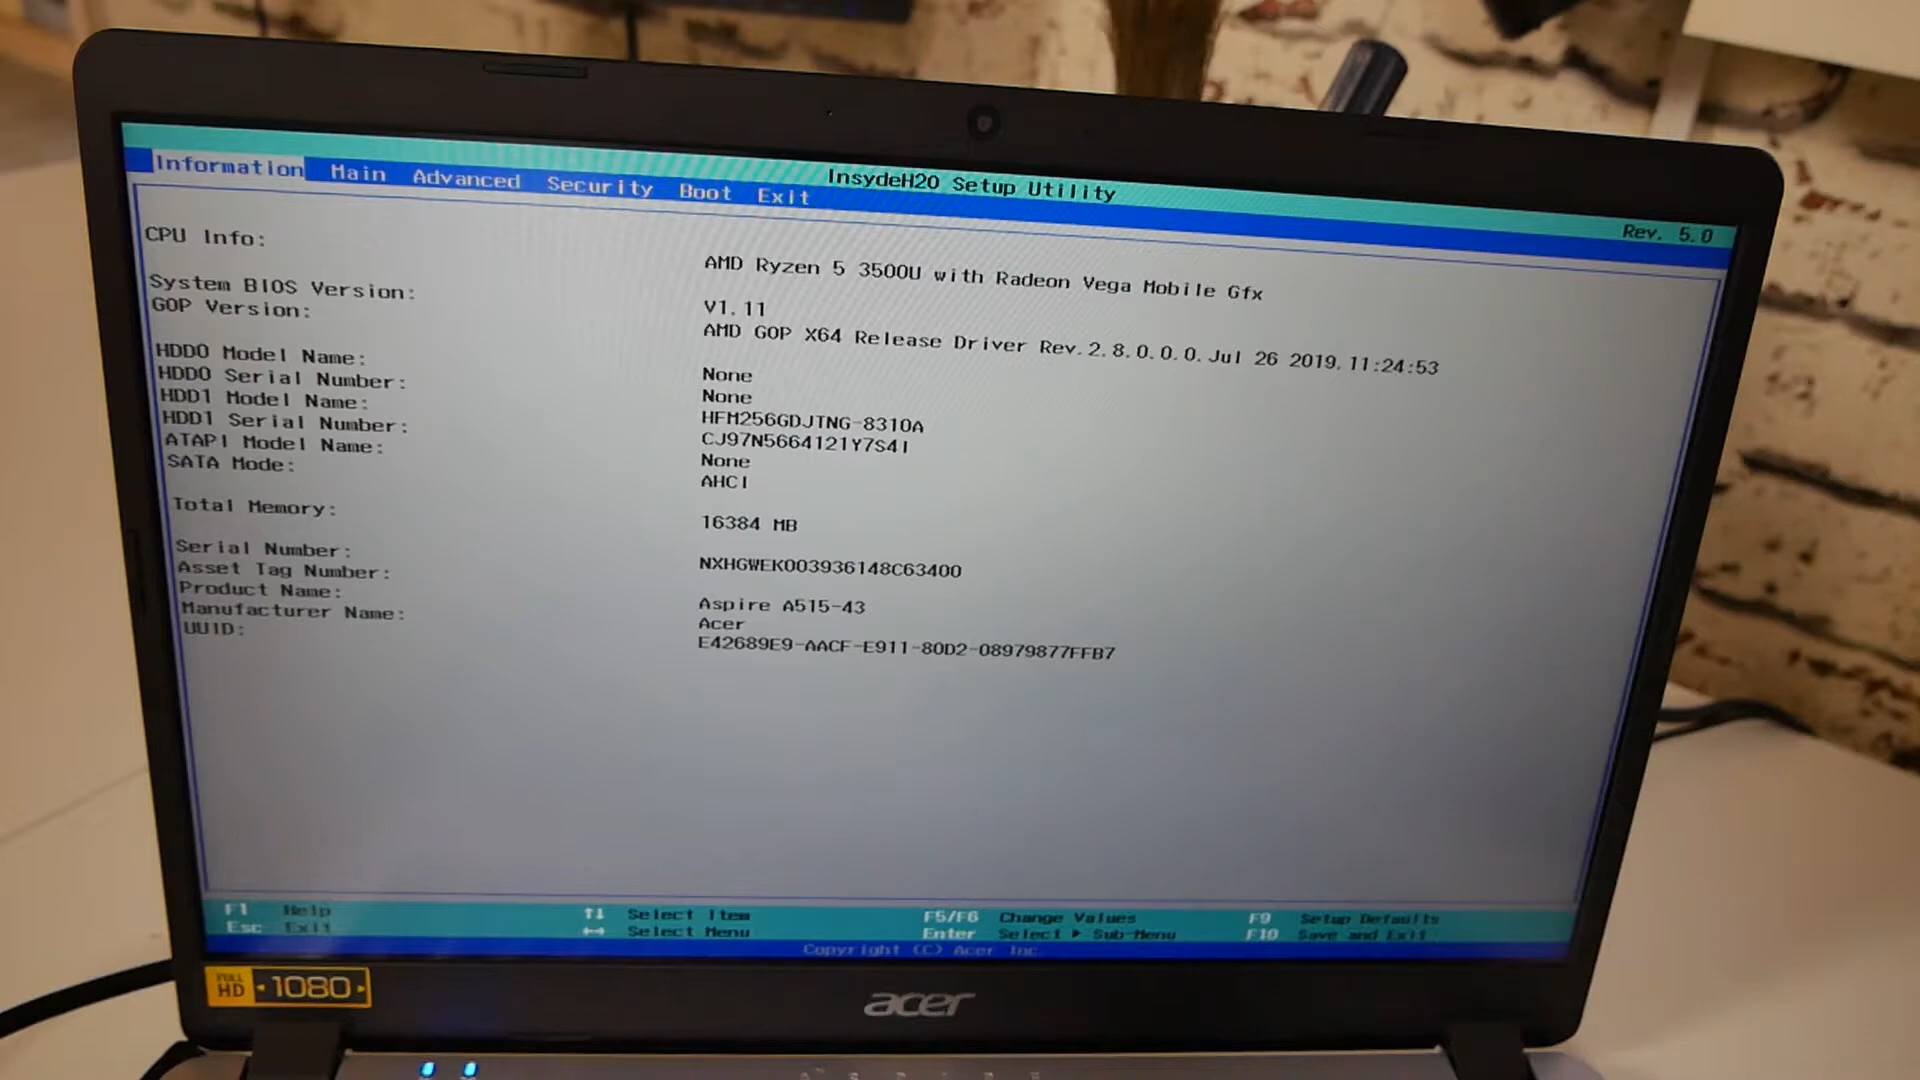 InsydeH2O Setup Utility
Rev. 5.0
Information Main Advanced Security Boot Exit
CPU Info:
AMD Ryzen 5 3500U with Radeon Vega Mobile Gfx
System BIOS Version: V1.11
GOP Version: AMD GOP X64 Release Driver Rev.2.8.0.0.0.Jul 26 2019.11:24:53
HDD0 Model Name: None
HDD0 Serial Number: None
HDD1 Model Name: HFM256GDJTNG-8310A
HDD1 Serial Number: CJ97N5664121Y7S4I
ATAPI Model Name: None
SATA Mode: AHCI
Total Memory: 16384 MB
Serial Number: NXHGWEK003936148C63400
Asset Tag Number:
Product Name: Aspire A515-43
Manufacturer Name: Acer
UUID: E42689E9-AACF-E911-80D2-08979877FFB7
F1 Help ↑↓ Select Item F5/F6 Change Values F9 Setup Defaults
Esc Exit ↔ Select Menu Enter Select ▶ Sub-Menu F10 Save and Exit
Copyright (C) Acer Inc.
FULL HD 1080
acer